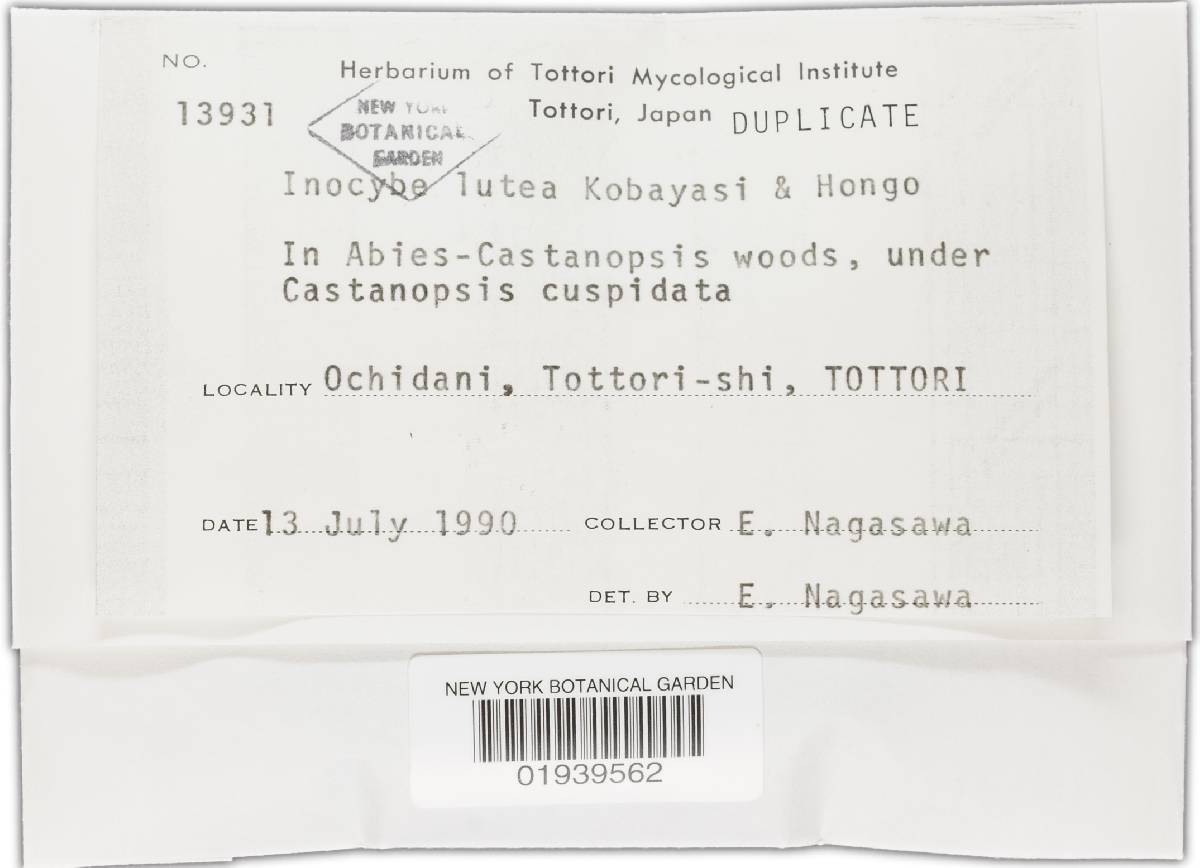 NO.
13931
Herbarium of Tottori Mycological Institute
Tottori, Japan DUPLICATE
NEW YORK
BOTANICAL
GARDEN
Inocybe lutea Kobayasi & Hongo
In Abies-Castanopsis woods, under
Castanopsis cuspidata
LOCALITY Ochidani, Tottori-shi, TOTTORI
DATE 13 July 1990 COLLECTOR E. Nagasawa
DET. BY E. Nagasawa
NEW YORK BOTANICAL GARDEN
01939562